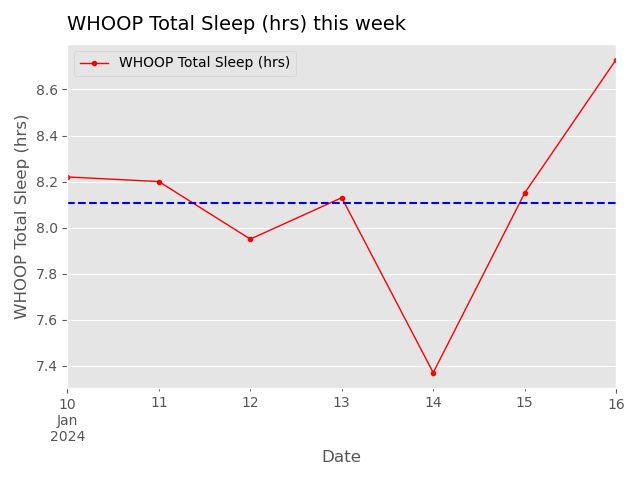 WHOOP Total Sleep (hrs) this week
WHOOP Total Sleep (hrs)
WHOOP Total Sleep (hrs)
8.6
8.4
8.2
8.0
7.8
7.6
7.4
10 11 12 13 14 15 16
Jan
2024
Date